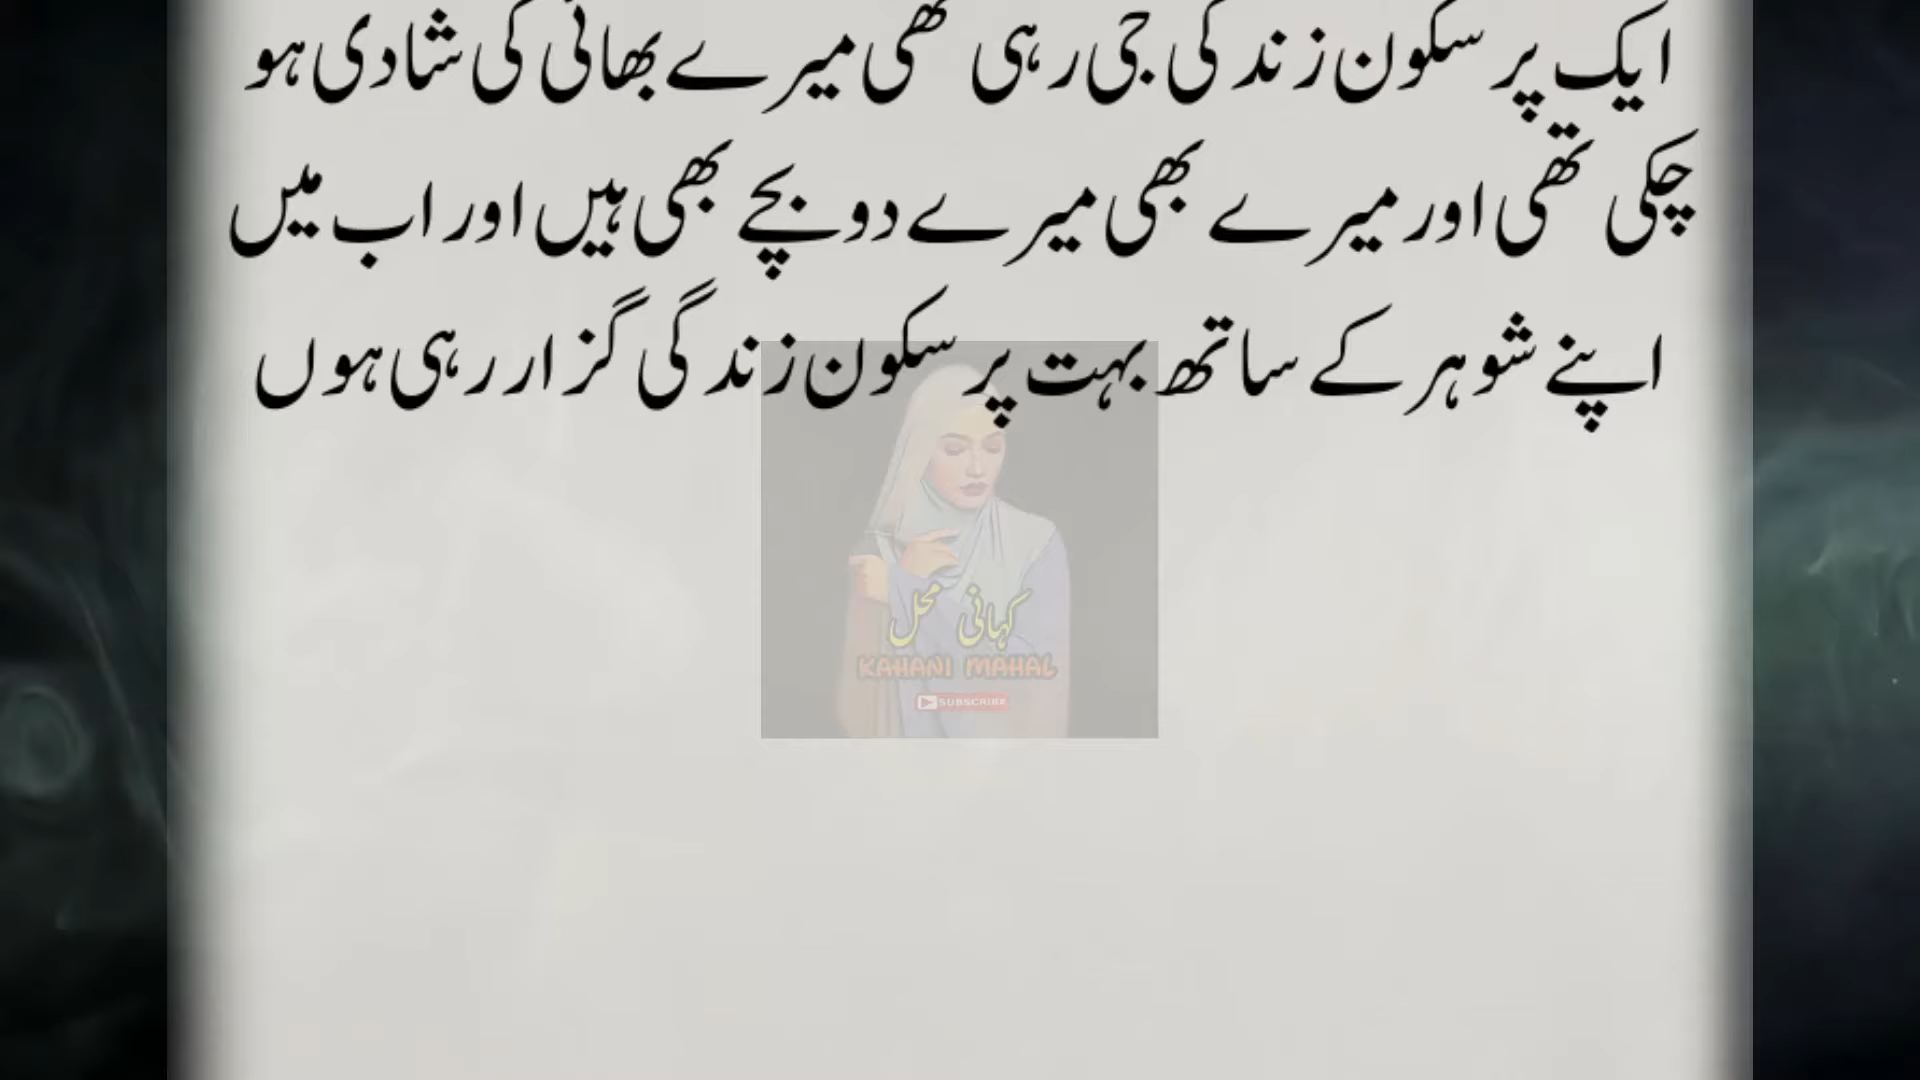 ایک پر سکون زندگی جی رہی تھی میرے بھائی کی شادی ہو
چکی تھی اور میرے بھی میرے دو بچے بھی ہیں اور اب میں
اپنے شوہر کے ساتھ بہت پر سکون زندگی گزار رہی ہوں
کہانی محل
KAHANI MAHAL
SUBSCRIBE